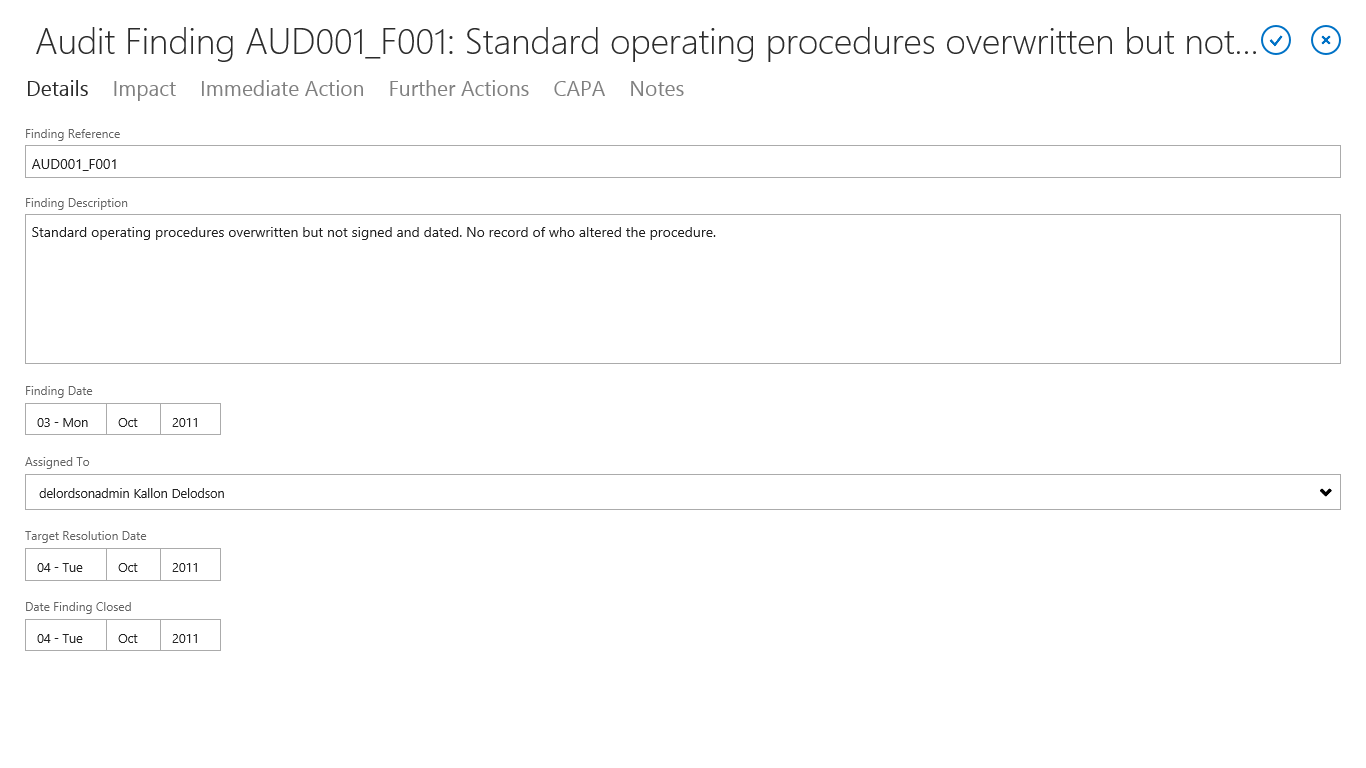 Audit Finding AUD001_F001: Standard operating procedures overwritten but not...
Details Impact Immediate Action Further Actions CAPA Notes
Finding Reference
AUD001_F001
Finding Description
Standard operating procedures overwritten but not signed and dated. No record of who altered the procedure.
Finding Date
03 - Mon Oct 2011
Assigned To
delordsonadmin Kallon Delodson
Target Resolution Date
04 - Tue Oct 2011
Date Finding Closed
04 - Tue Oct 2011